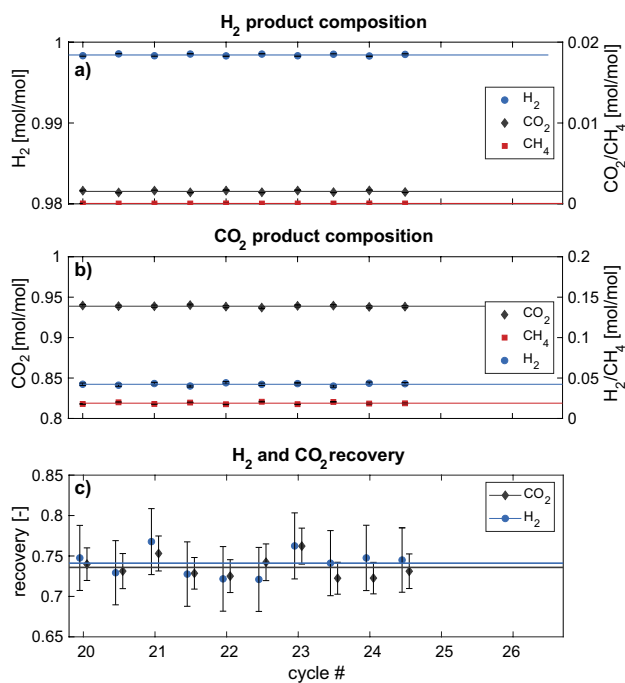 H2 product composition
a)
1
0.99
0.98
H2 [mol/mol]
0.02
0.01
0
CO2/CH4 [mol/mol]
H2
CO2
CH4
CO2 product composition
b)
1
0.95
0.9
0.85
0.8
CO2 [mol/mol]
0.2
0.15
0.1
0.05
0
H2/CH4 [mol/mol]
CO2
CH4
H2
H2 and CO2 recovery
c)
0.85
0.75
0.7
0.65
recovery [-]
CO2
H2
20 21 22 23 24 25 26
cycle #